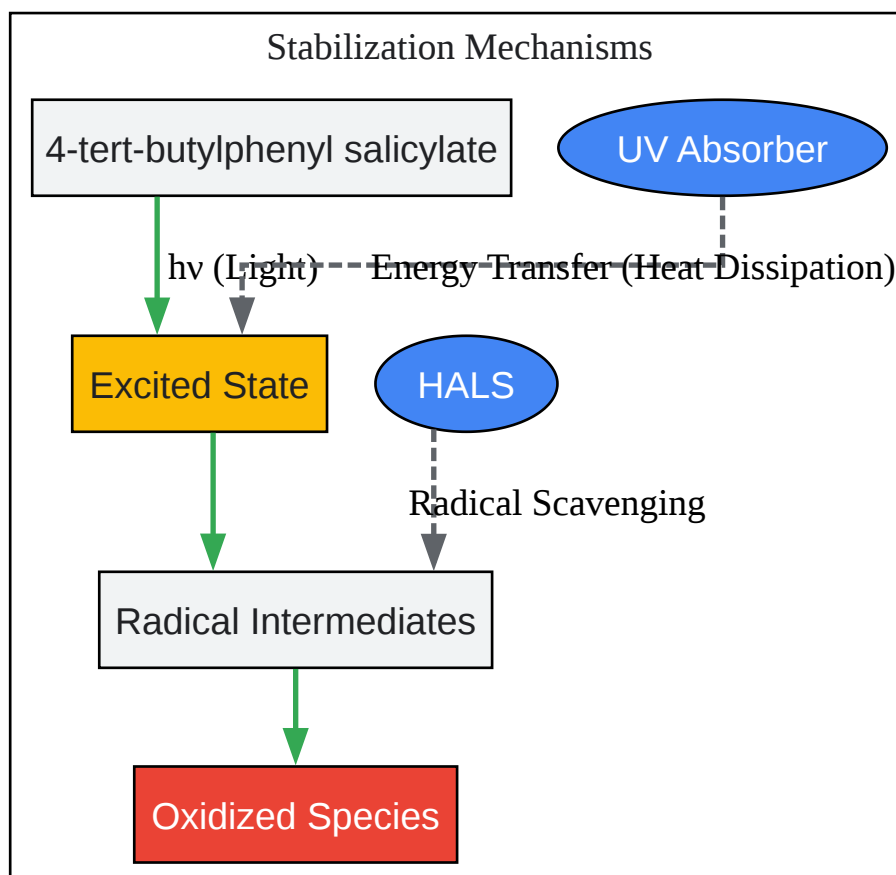 Stabilization Mechanisms
4-tert-butylphenyl salicylate
UV Absorber
hν (Light)
Energy Transfer (Heat Dissipation)
Excited State
HALS
Radical Scavenging
Radical Intermediates
Oxidized Species